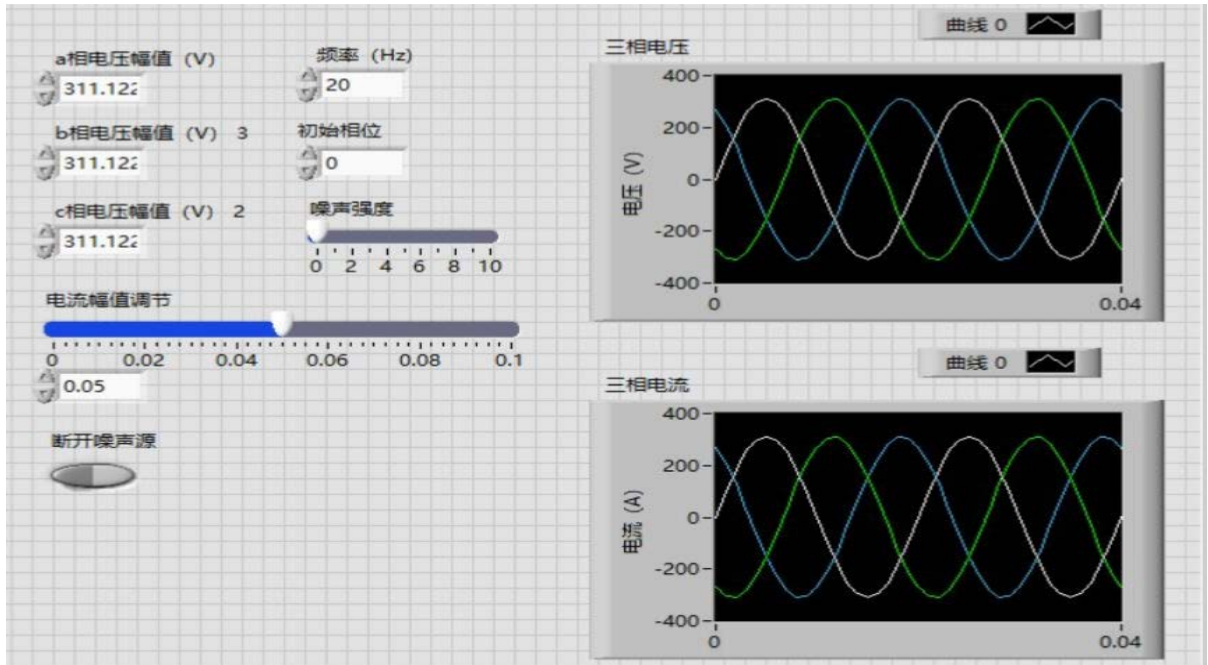 a相电压幅值 (V)
311.122
频率 (Hz)
20
b相电压幅值 (V) 3
311.122
初始相位
0
c相电压幅值 (V) 2
311.122
噪声强度
0 2 4 6 8 10
电流幅值调节
0 0.02 0.04 0.06 0.08 0.1
0.05
断开噪声源
曲线 0
三相电压
400
200
0
-200
-400
电压 (V)
0 0.04
曲线 0
三相电流
400
200
0
-200
-400
电流 (A)
0 0.04